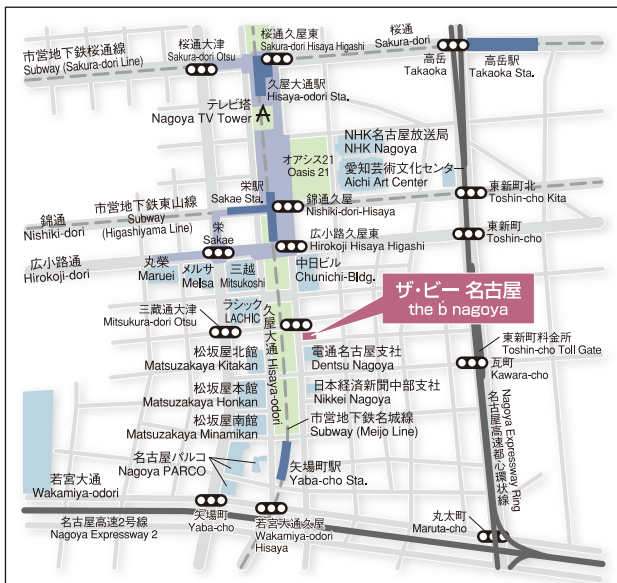 桜通大津
Sakura-dori Otsu
桜通久屋東
Sakura-dori Hisaya Higashi
桜通
Sakura-dori
市営地下鉄桜通線
Subway (Sakura-dori Line)
高岳
Takaoka
高岳駅
Takaoka Sta.
久屋大通駅
Hisaya-odori Sta.
テレビ塔
Nagoya TV Tower
NHK名古屋放送局
NHK Nagoya
オアシス21
Oasis 21
愛知芸術文化センター
Aichi Art Center
栄駅
Sakae Sta.
市営地下鉄東山線
Subway
(Higashiyama Line)
錦通
Nishiki-dori
錦通久屋
Nishiki-dori-Hisaya
東新町北
Toshin-cho Kita
栄
Sakae
広小路久屋東
Hirokoji Hisaya Higashi
東新町
Toshin-cho
広小路通
Hirokoji-dori
丸榮
Maruei
メルサ
Melsa
三越
Mitsukoshi
中日ビル
Chunichi-Bldg.
ザ・ビー 名古屋
the b nagoya
三蔵通大津
Mitsukura-dori Otsu
ラシック
LACHIC
久屋大通 Hisaya-odori
東新町料金所
Toshin-cho Toll Gate
松坂屋北館
Matsuzakaya Kitakan
電通名古屋支社
Dentsu Nagoya
瓦町
Kawara-cho
松坂屋本館
Matsuzakaya Honkan
日本経済新聞中部支社
Nikkei Nagoya
Nagoya Expressway Ring
名古屋高速都心環状線
松坂屋南館
Matsuzakaya Minamikan
市営地下鉄名城線
Subway (Meijo Line)
名古屋パルコ
Nagoya PARCO
矢場町駅
Yaba-cho Sta.
若宮大通
Wakamiya-odori
矢場町
Yaba-cho
若宮大通久屋
Wakamiya-odori
Hisaya
名古屋高速2号線
Nagoya Expressway 2
丸太町
Maruta-cho